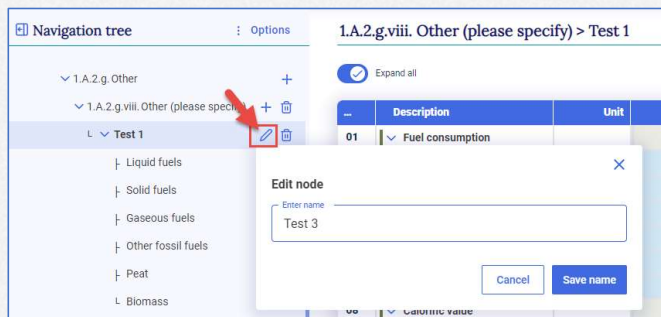 Navigation tree
Options
1.A.2.g. Other
1.A.2.g.viii. Other (please specify)
Test 1
Liquid fuels
Solid fuels
Gaseous fuels
Other fossil fuels
Peat
Biomass
1.A.2.g.viii. Other (please specify) > Test 1
Expand all
... Description Unit
01 Fuel consumption
Edit node
Enter name
Test 3
Cancel Save name
08 Calorific value